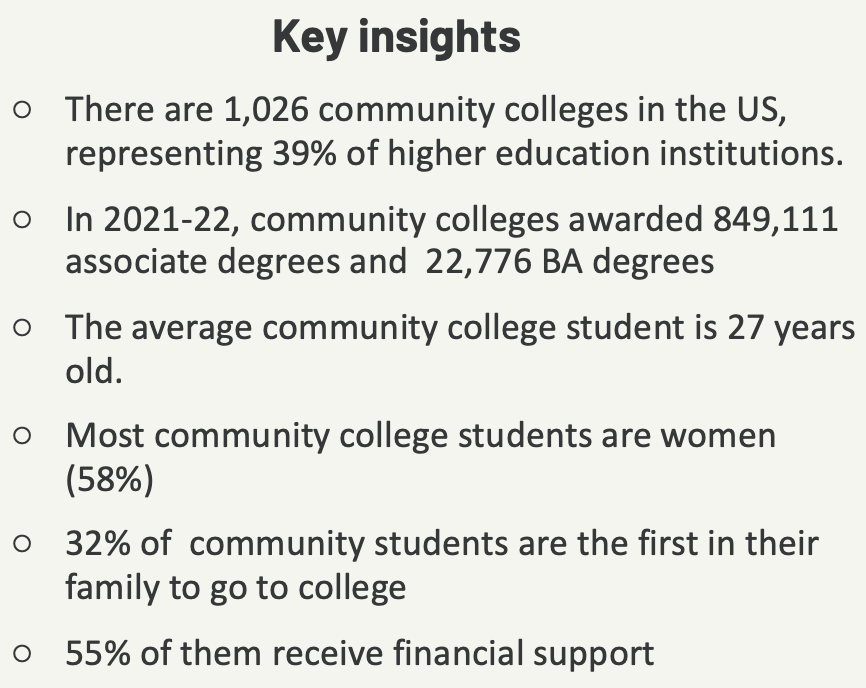 Key insights
○ There are 1,026 community colleges in the US,
representing 39% of higher education institutions.
○ In 2021-22, community colleges awarded 849,111
associate degrees and  22,776 BA degrees
○ The average community college student is 27 years
old.
○ Most community college students are women
(58%)
○ 32% of  community students are the first in their
family to go to college
○ 55% of them receive financial support